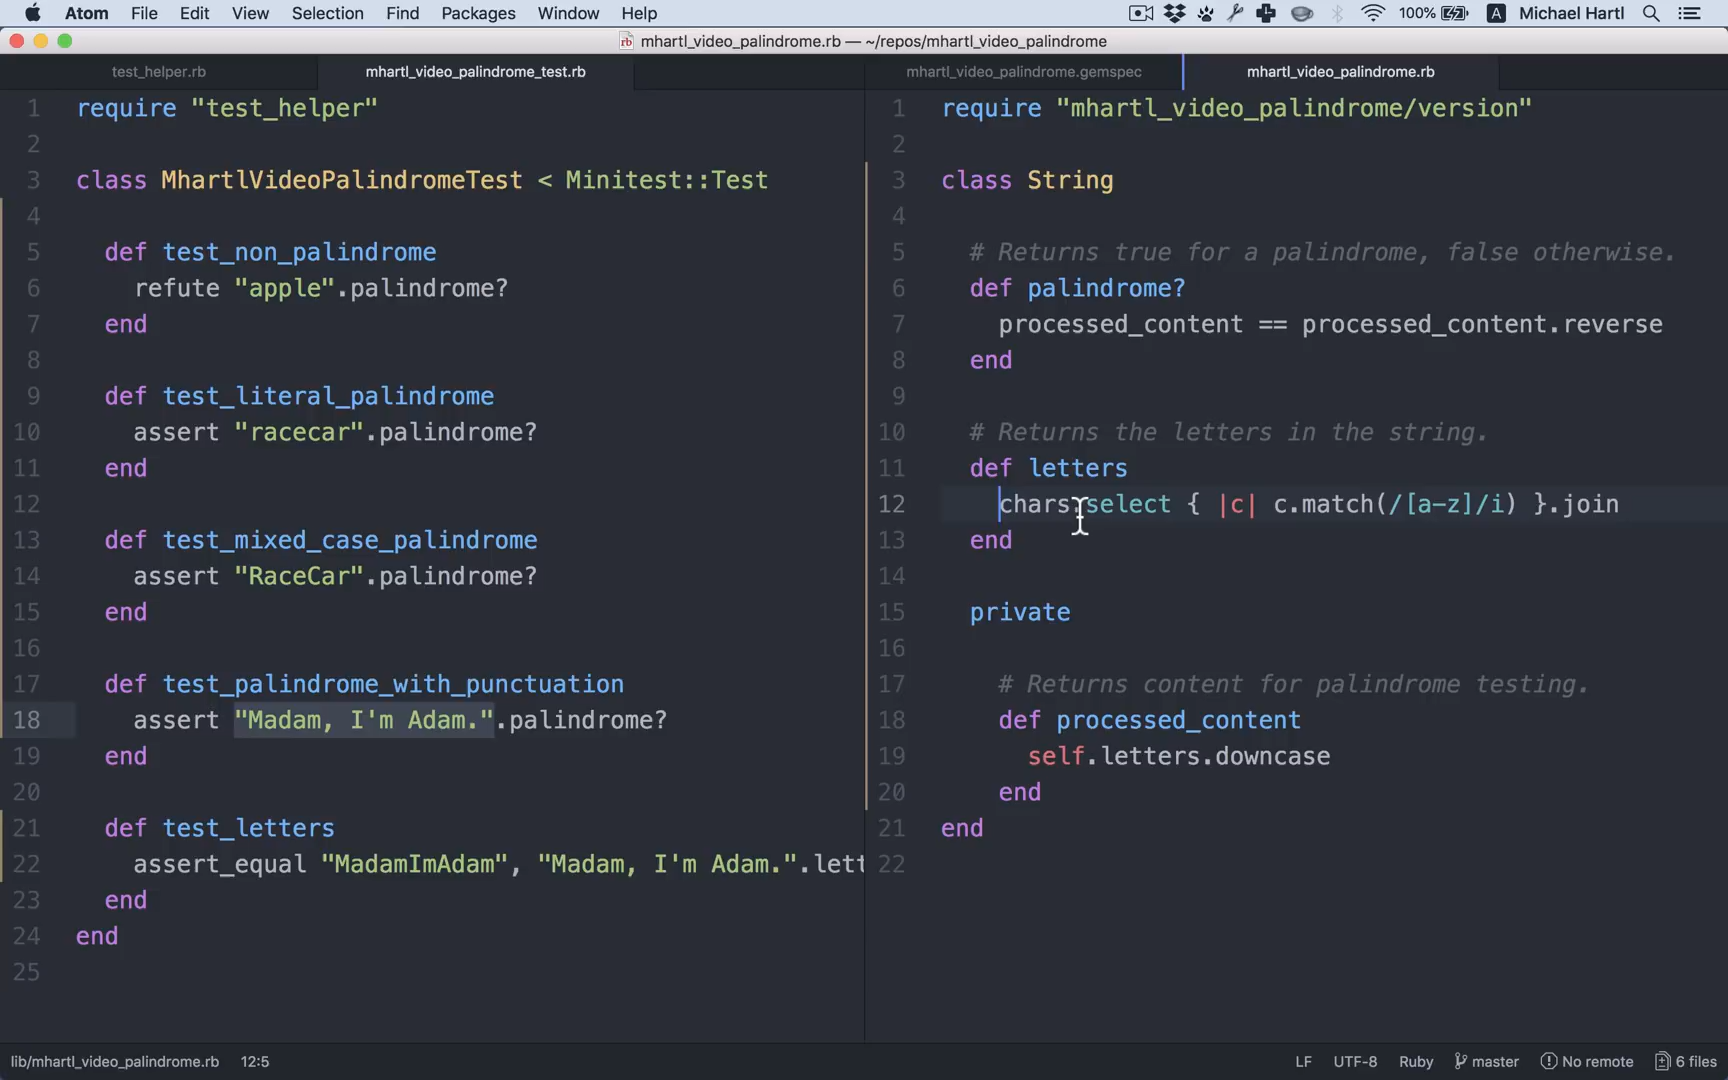 Atom File Edit View Selection Find Packages Window Help 100% A Michael Hartl
rb mhartl_video_palindrome.rb — ~/repos/mhartl_video_palindrome
test_helper.rb mhartl_video_palindrome_test.rb mhartl_video_palindrome.gemspec mhartl_video_palindrome.rb
1 require "test_helper"
2
3 class MhartlVideoPalindromeTest < Minitest::Test
4
5 def test_non_palindrome
6 refute "apple".palindrome?
7 end
8
9 def test_literal_palindrome
10 assert "racecar".palindrome?
11 end
12
13 def test_mixed_case_palindrome
14 assert "RaceCar".palindrome?
15 end
16
17 def test_palindrome_with_punctuation
18 assert "Madam, I'm Adam.".palindrome?
19 end
20
21 def test_letters
22 assert_equal "MadamImAdam", "Madam, I'm Adam.".lett
23 end
24 end
25
1 require "mhartl_video_palindrome/version"
2
3 class String
4
5 # Returns true for a palindrome, false otherwise.
6 def palindrome?
7 processed_content == processed_content.reverse
8 end
9
10 # Returns the letters in the string.
11 def letters
12 chars.select { |c| c.match(/[a-z]/i) }.join
13 end
14
15 private
16
17 # Returns content for palindrome testing.
18 def processed_content
19 self.letters.downcase
20 end
21 end
22
lib/mhartl_video_palindrome.rb 12:5 LF UTF-8 Ruby master No remote 6 files